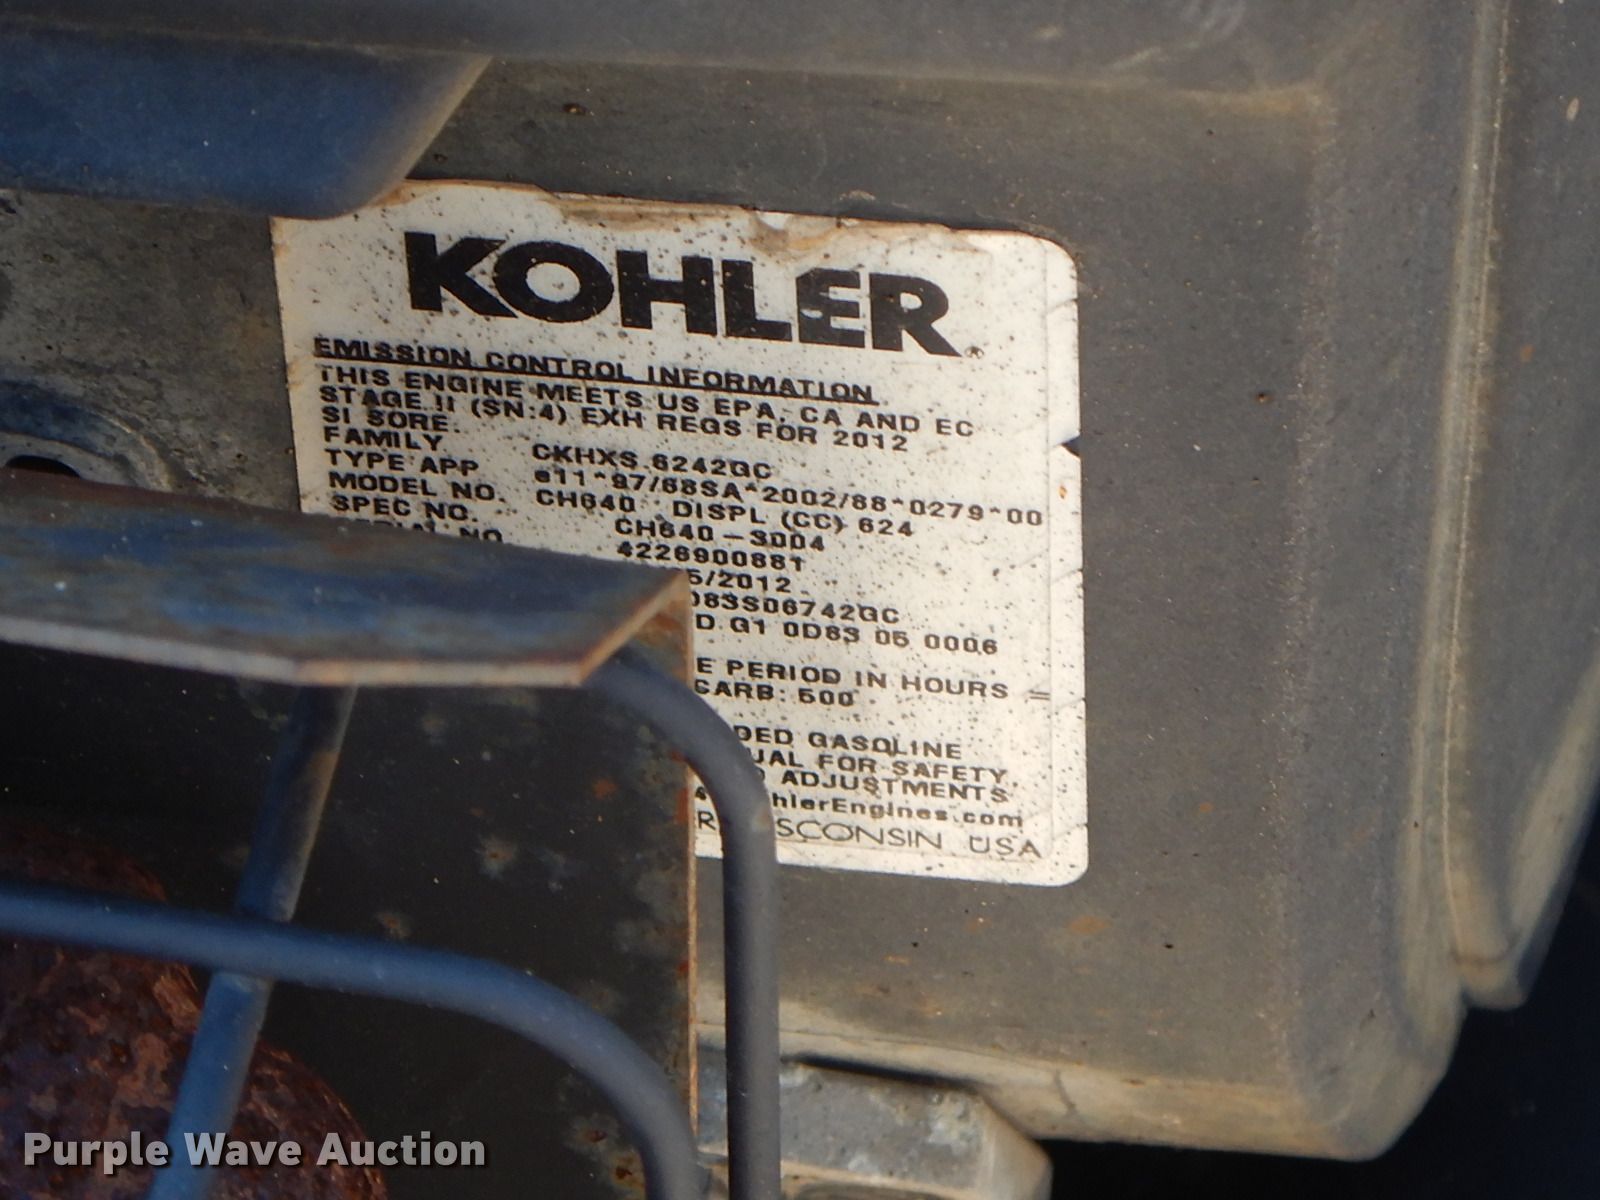 KOHLER®
EMISSION CONTROL INFORMATION
THIS ENGINE MEETS US EPA, CA AND EC
STAGE II (SN:4) EXH REGS FOR 2012
SI SORE.
FAMILY CKHXS.6242GC
TYPE APP e11*97/68SA*2002/88*0279*00
MODEL NO. CH640 DISPL (CC) 624
SPEC NO. CH640-3004
SERIAL NO. 4226900881
5/2012
083S06742GC
D G1 0D83 05 0006
E PERIOD IN HOURS =
CARB: 500
DED GASOLINE
UAL FOR SAFETY,
ADJUSTMENTS
hlerEngines.com
SCONSIN USA
Purple Wave Auction